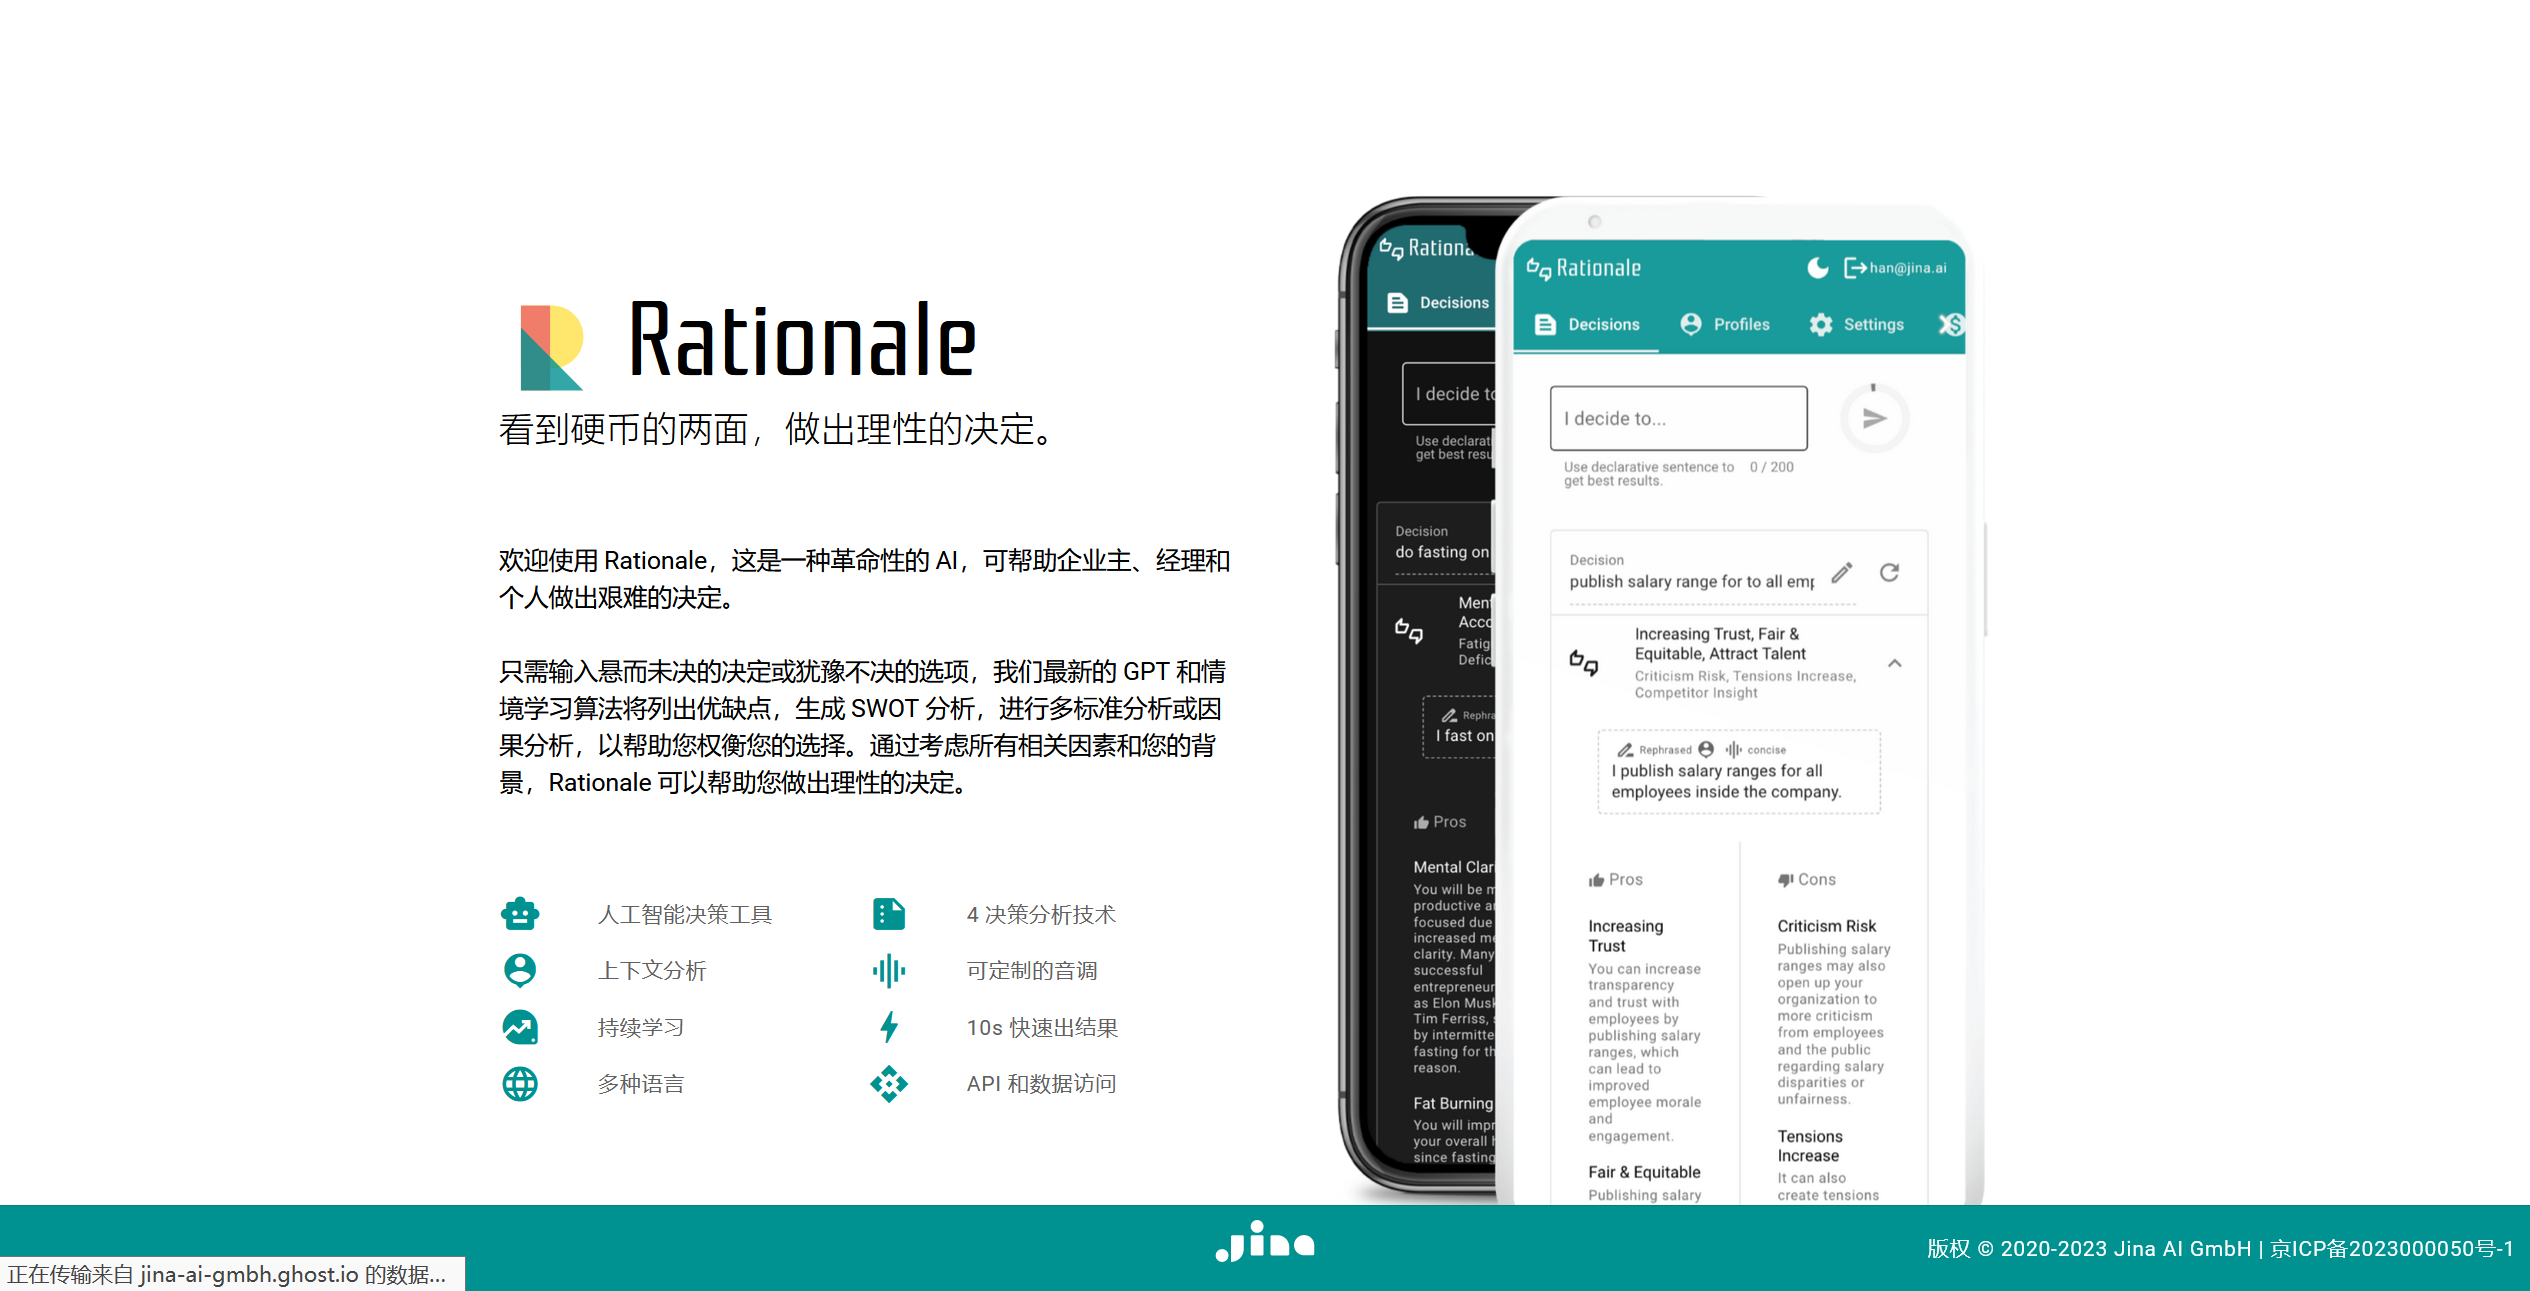 Rationale
看到硬币的两面，做出理性的决定。
欢迎使用 Rationale，这是一种革命性的 AI，可帮助企业主、经理和
个人做出艰难的决定。
只需输入悬而未决的决定或犹豫不决的选项，我们最新的 GPT 和情
境学习算法将列出优缺点，生成 SWOT 分析，进行多标准分析或因
果分析，以帮助您权衡您的选择。通过考虑所有相关因素和您的背
景，Rationale 可以帮助您做出理性的决定。
人工智能决策工具
4 决策分析技术
上下文分析
可定制的音调
持续学习
10s 快速出结果
多种语言
API 和数据访问
Decisions
I decide
Decision
do fasting on
I fast on
Pros
Mental
You will be
productive
focused due
increased
clarity. Many
successful
as Elon
Tim Ferriss,
by
fasting for
reason.
Fat Burning
You will
your overall
since fasting
Rationale
han@jina.ai
Decisions
Profiles
Settings
I decide to...
Use declarative sentence to 0 / 200
get best results.
Decision
publish salary range for to all
Increasing Trust, Fair &
Equitable, Attract Talent
Criticism Risk, Tensions Increase,
Competitor Insight
Rephrased concise
I publish salary ranges for all
employees inside the company.
Pros
Increasing
Trust
You can increase
transparency
and trust with
employees by
publishing salary
ranges, which
can lead to
improved
employee morale
and
engagement.
Fair & Equitable
Publishing salary
Cons
Criticism Risk
Publishing salary
ranges may also
open up your
organization to
more criticism
from employees
and the public
regarding salary
disparities or
unfairness.
Tensions
Increase
It can also
create tensions
jina
版权 © 2020-2023 Jina AI GmbH | 京ICP备2023000050号-1
正在传输来自 jina-ai-gmbh.ghost.io 的数据...